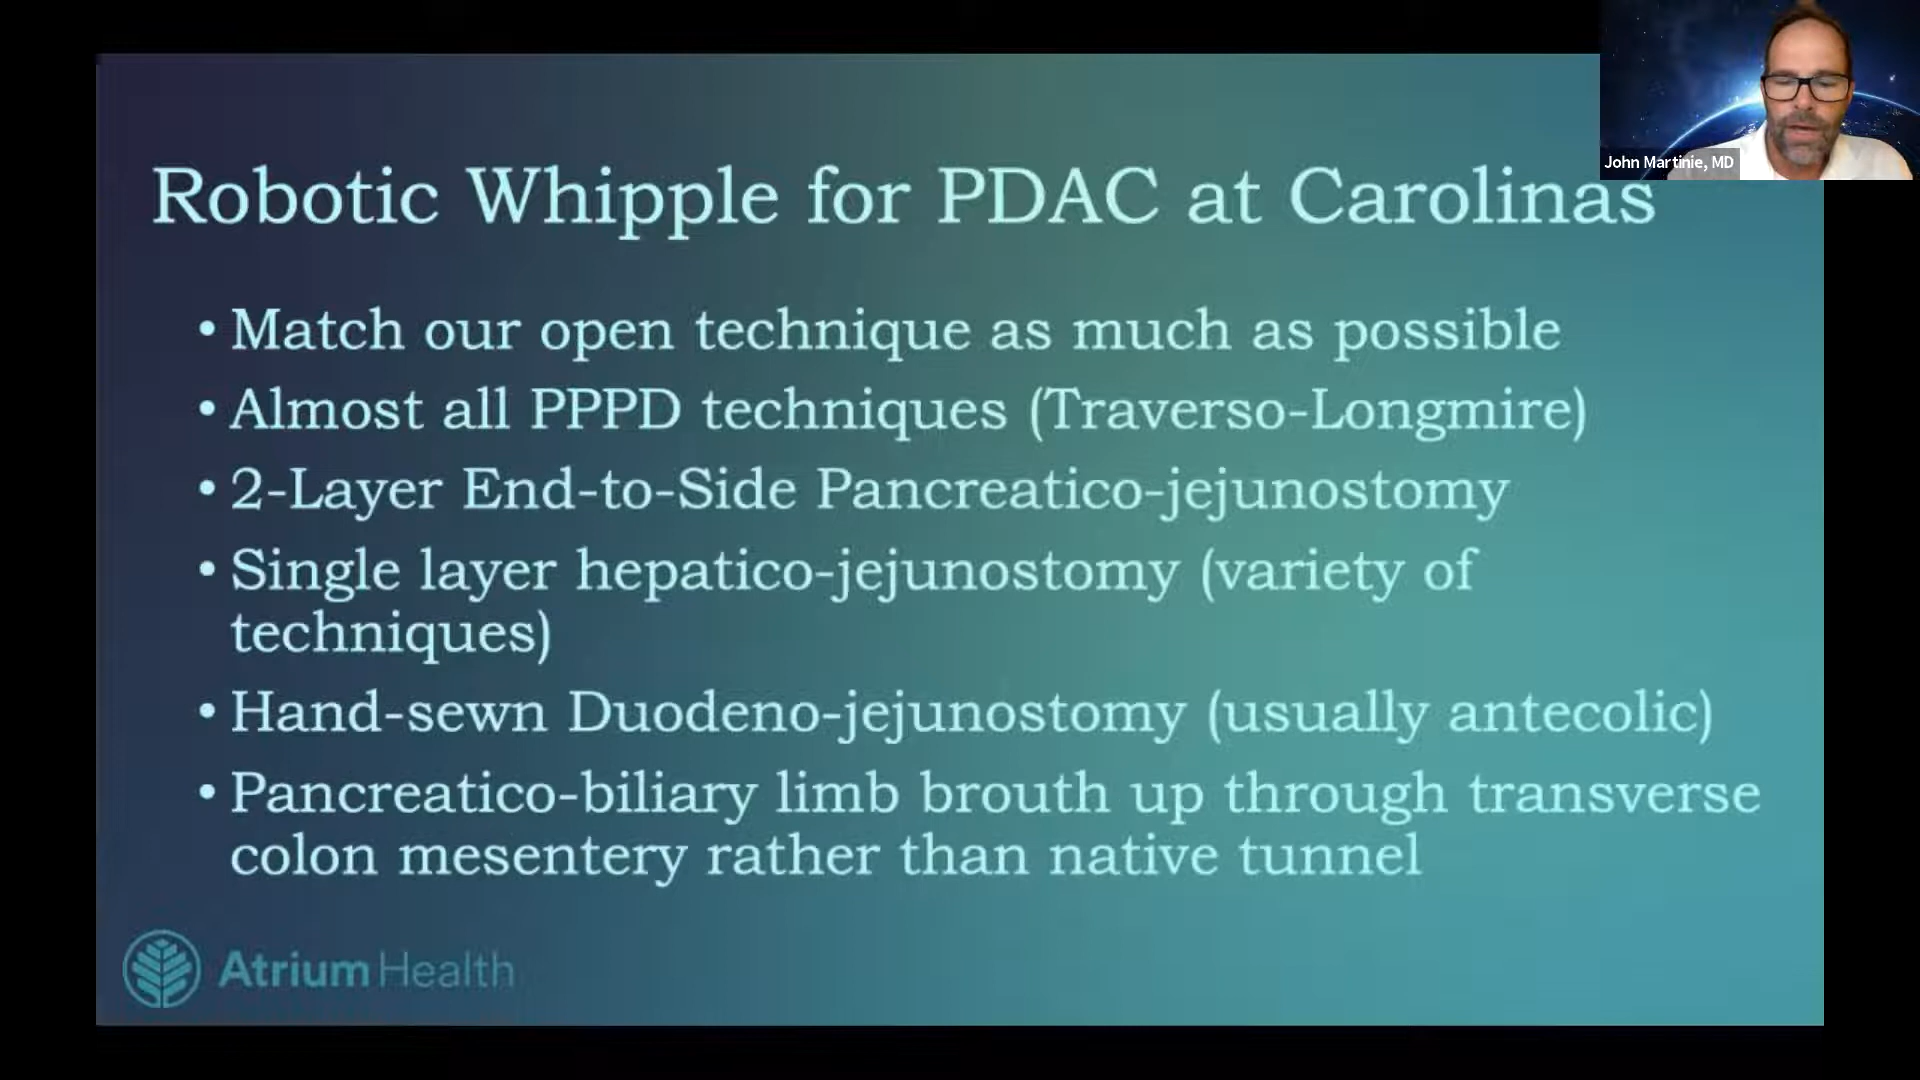 John Martinie, MD
Robotic Whipple for PDAC at Carolinas
• Match our open technique as much as possible
• Almost all PPPD techniques (Traverso-Longmire)
• 2-Layer End-to-Side Pancreatico-jejunostomy
• Single layer hepatico-jejunostomy (variety of
techniques)
• Hand-sewn Duodeno-jejunostomy (usually antecolic)
• Pancreatico-biliary limb brouth up through transverse
colon mesentery rather than native tunnel
Atrium Health